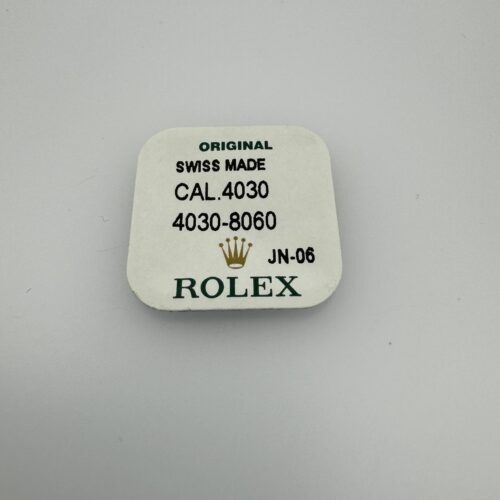 ORIGINAL
SWISS MADE
CAL.4030
4030-8060
JN-06
ROLEX